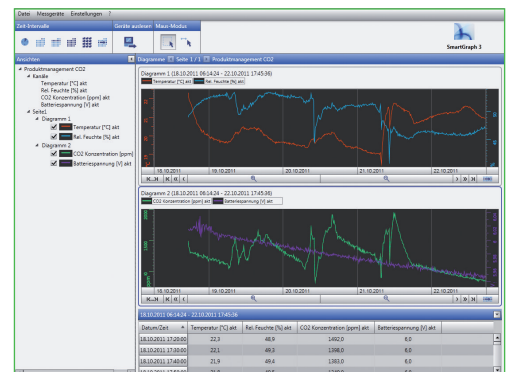 Datei Messgeräte Einstellungen ?
Zeit-Intervalle Geräte auslesen Maus-Modus
SmartGraph 3
Ansichten
Diagramme Seite 1 / 1 Produktmanagement CO2
Produktmanagement CO2
Kanäle
Temperatur [°C] akt
Rel. Feuchte [%] akt
CO2 Konzentration [ppm] akt
Batteriespannung [V] akt
Seite1
Diagramm 1
Temperatur [°C] akt
Rel. Feuchte [%] akt
Diagramm 2
CO2 Konzentration [ppm]
Batteriespannung [V] akt
Diagramm 1 (18.10.2011 06:14:24 - 22.10.2011 17:45:36)
Temperatur [°C] akt Rel. Feuchte [%] akt
18.10.2011 19.10.2011 20.10.2011 21.10.2011 22.10.2011
Diagramm 2 (18.10.2011 06:14:24 - 22.10.2011 17:45:36)
CO2 Konzentration [ppm] akt Batteriespannung [V] akt
2000
1000
ppm 0
18.10.2011 19.10.2011 20.10.2011 21.10.2011 22.10.2011
18.10.2011 06:14:24 - 22.10.2011 17:45:36
Datum/Zeit Temperatur [°C] akt Rel. Feuchte [%] akt CO2 Konzentration [ppm] akt Batteriespannung [V] akt
18.10.2011 17:20:00 22,3 48,9 1492,0 6,0
18.10.2011 17:30:00 22,1 49,3 1398,0 6,0
18.10.2011 17:40:00 21,9 49,4 1383,0 6,0